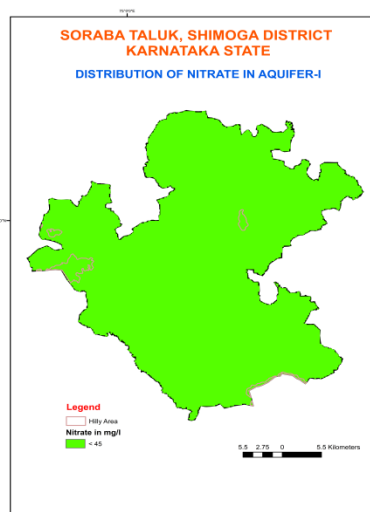 SORABA TALUK, SHIMOGA DISTRICT
KARNATAKA STATE
DISTRIBUTION OF NITRATE IN AQUIFER-I
Legend
Hilly Area
Nitrate in mg/l
< 45
5.5 2.75 0 5.5 Kilometers